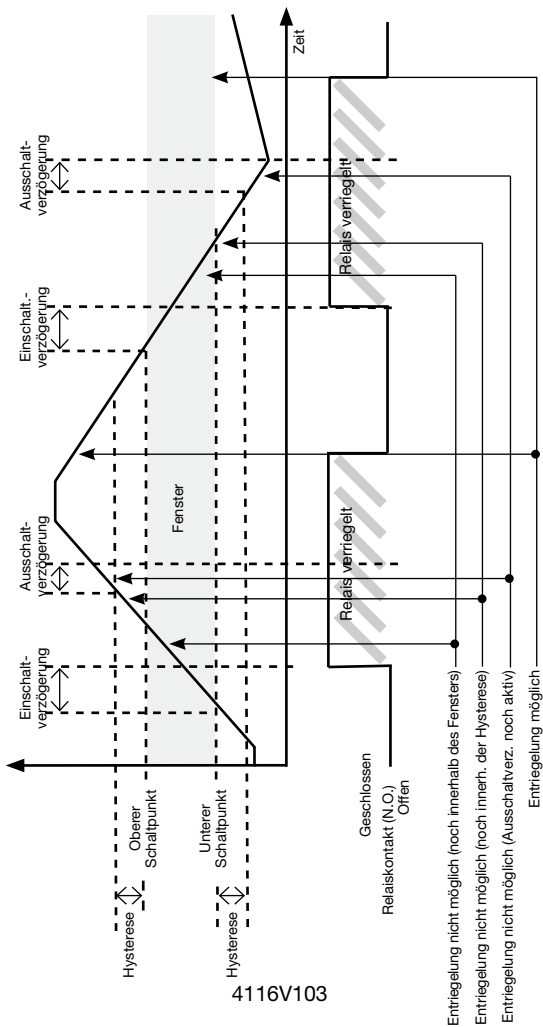 Einschalt-
verzögerung
Ausschalt-
verzögerung
Einschalt.-
verzögerung
Ausschalt-
verzögerung
Hysterese
Oberer
Schaltpunkt
Fenster
Unterer
Schaltpunkt
Hysterese
Zeit
Geschlossen
Relaiskontakt (N.O.)
Offen
Relais verriegelt
Relais verriegelt
Entriegelung nicht möglich (noch innerhalb des Fensters)
Entriegelung nicht möglich (noch innerh. der Hysterese)
Entriegelung nicht möglich (Ausschaltverz. noch aktiv)
Entriegelung möglich
4116V103